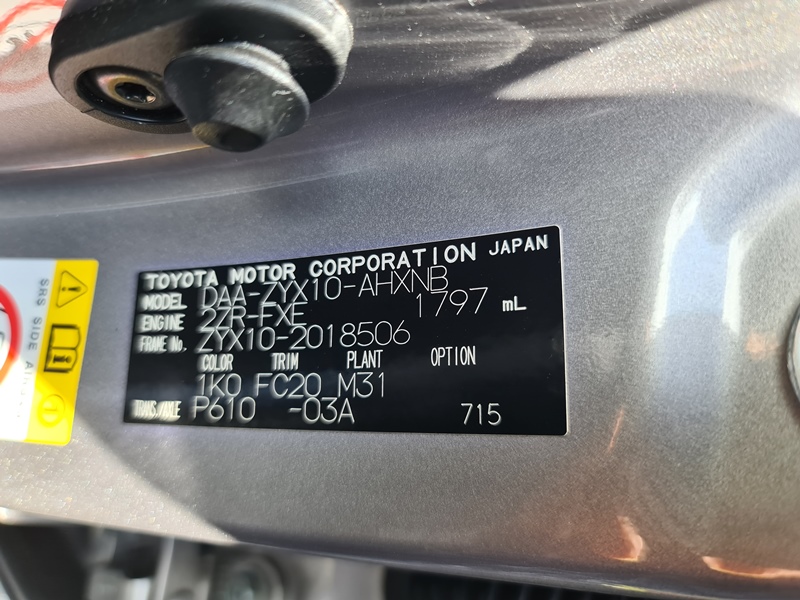 TOYOTA MOTOR CORPORATION JAPAN
MODEL DAA-ZYX10-AHXNB
ENGINE 2ZR-FXE 1797 mL
FRAME No. ZYX10-2018506
COLOR TRIM PLANT OPTION
1K0 FC20 M31
TRANS./AXLE P610 -03A 715
SRS SIDE